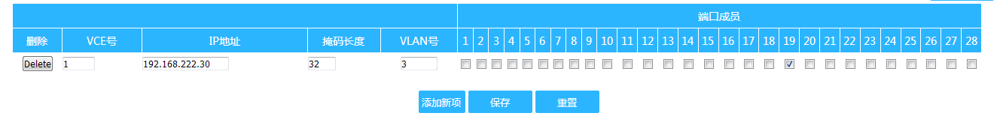 端口成员
删除 VCE号 IP地址 掩码长度 VLAN号 1 2 3 4 5 6 7 8 9 10 11 12 13 14 15 16 17 18 19 20 21 22 23 24 25 26 27 28
Delete 1 192.168.222.30 32 3
添加新项 保存 重置